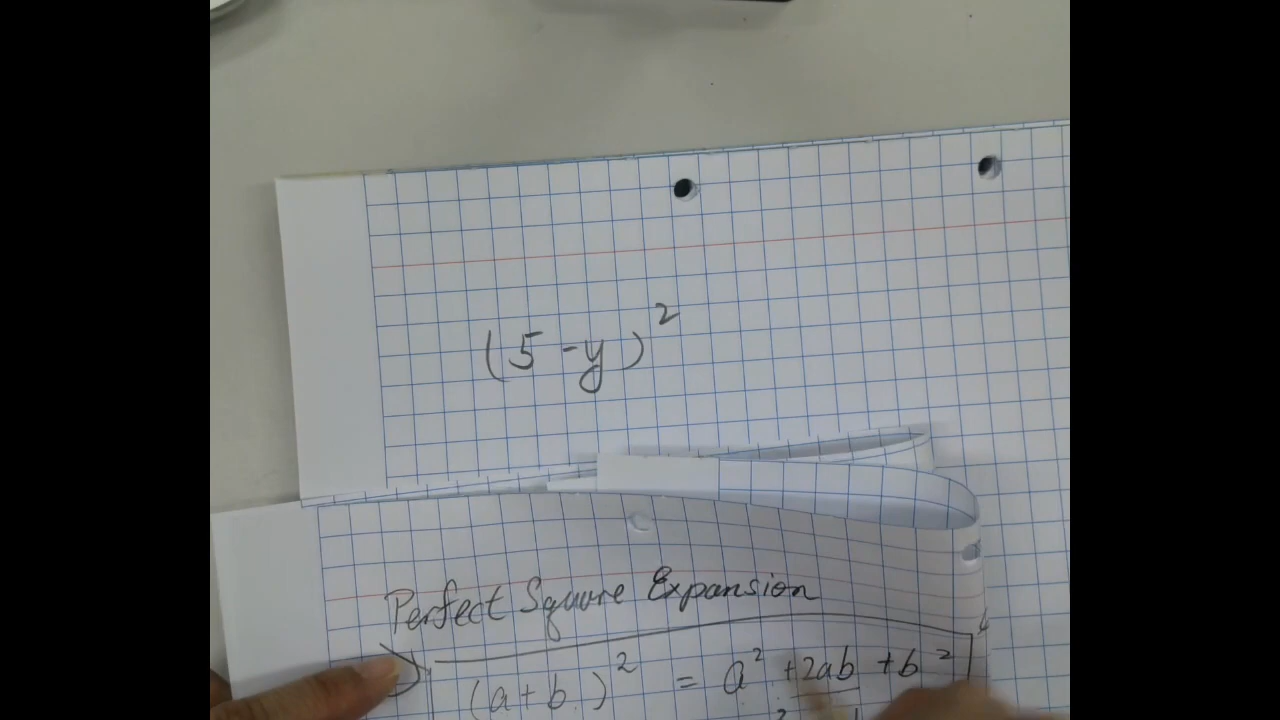 (5 - y)²
Perfect Square Expansion
(a + b)² = a² + 2ab + b²